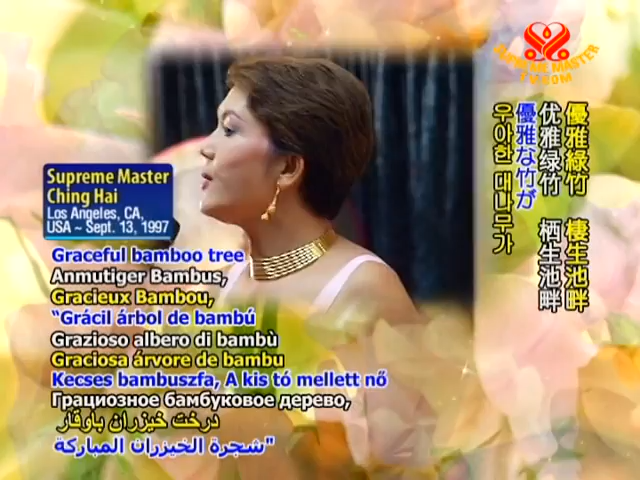 SUPREME MASTER
TV.COM
Supreme Master
Ching Hai
Los Angeles, CA,
USA ~ Sept. 13, 1997
優雅綠竹 棲生池畔
优雅绿竹 栖生池畔
優雅な竹が
우아한 대나무가
Graceful bamboo tree
Anmutiger Bambus,
Gracieux Bambou,
“Grácil árbol de bambú
Grazioso albero di bambù
Graciosa árvore de bambu
Kecses bambuszfa, A kis tó mellett nő
Грациозное бамбуковое дерево,
درخت خیزران باوقار
شجرة الخيزران المباركة"